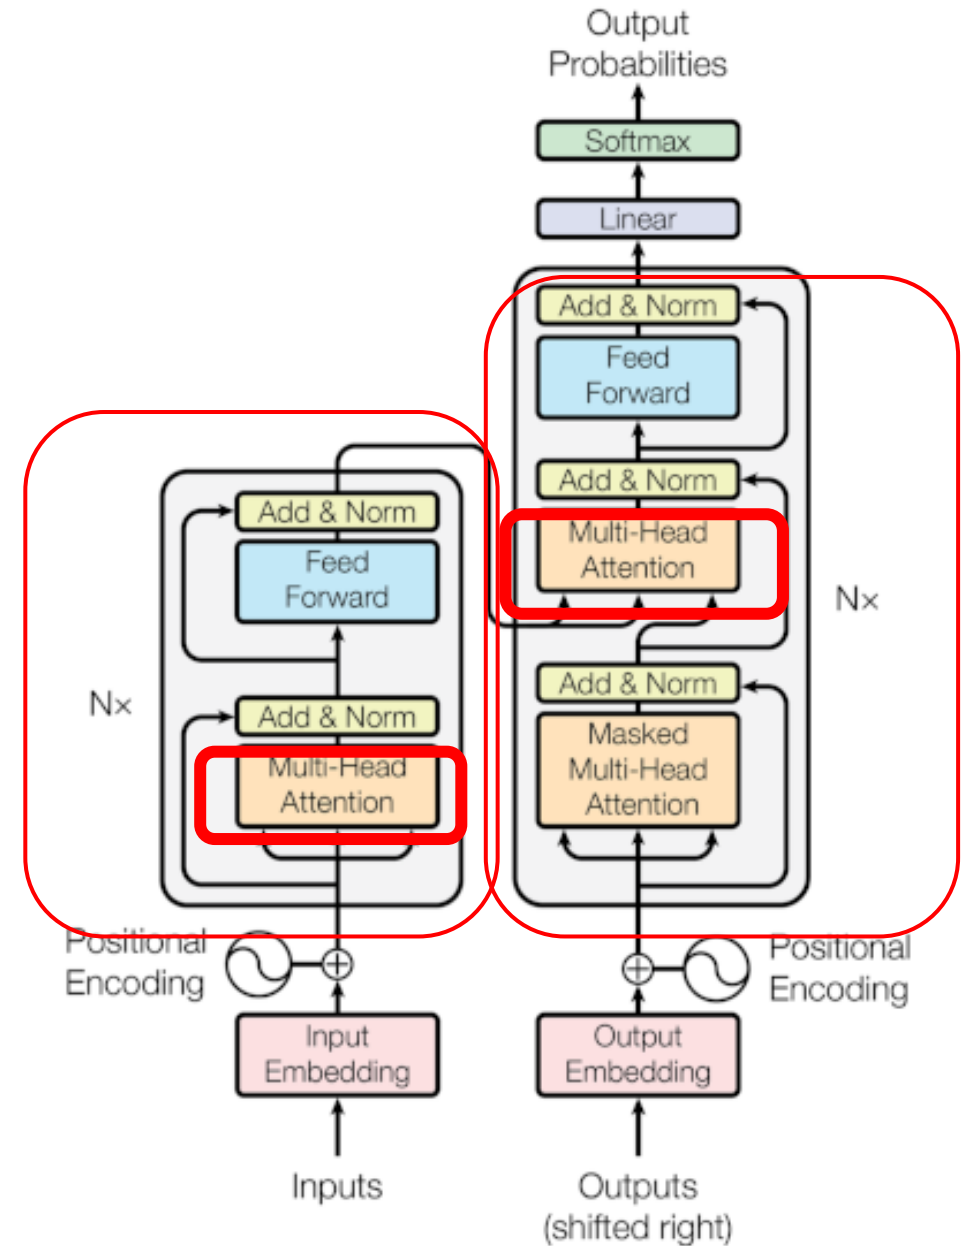 Output
Probabilities
Softmax
Linear
Add & Norm
Feed
Forward
Add & Norm
Multi-Head
Attention
Nx
Add & Norm
Masked
Multi-Head
Attention
Add & Norm
Feed
Forward
Nx
Add & Norm
Multi-Head
Attention
Positional
Encoding
Positional
Encoding
Input
Embedding
Output
Embedding
Inputs
Outputs
(shifted right)